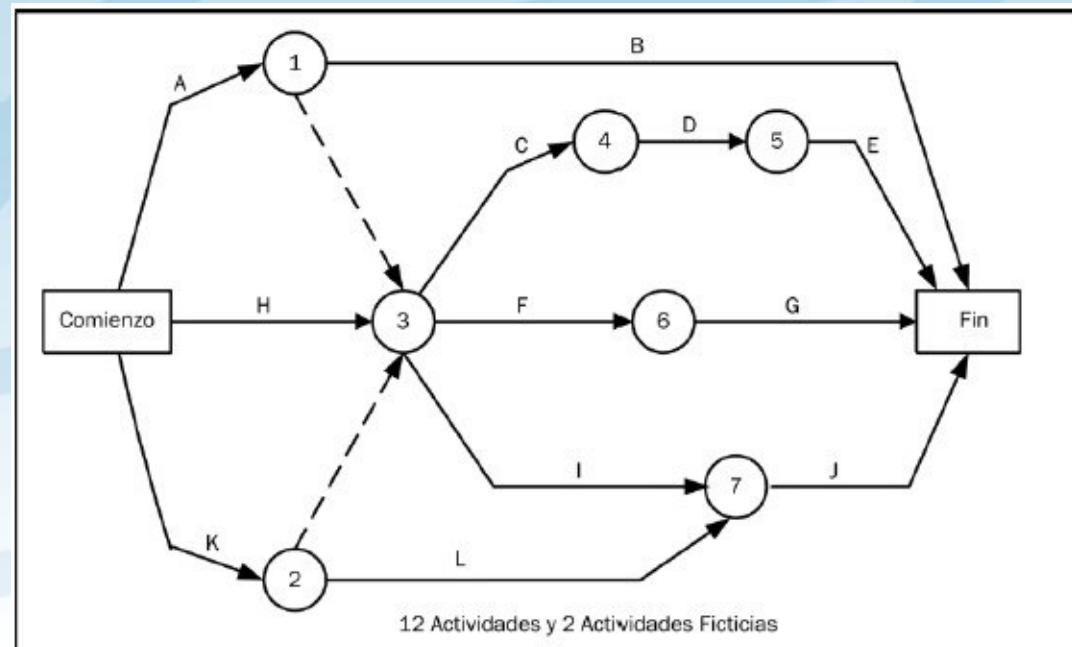 B
1
A
D
4
5
C
E
H
F
G
Comienzo
3
6
Fin
I
7
J
K
L
2
12 Actividades y 2 Actividades Ficticias